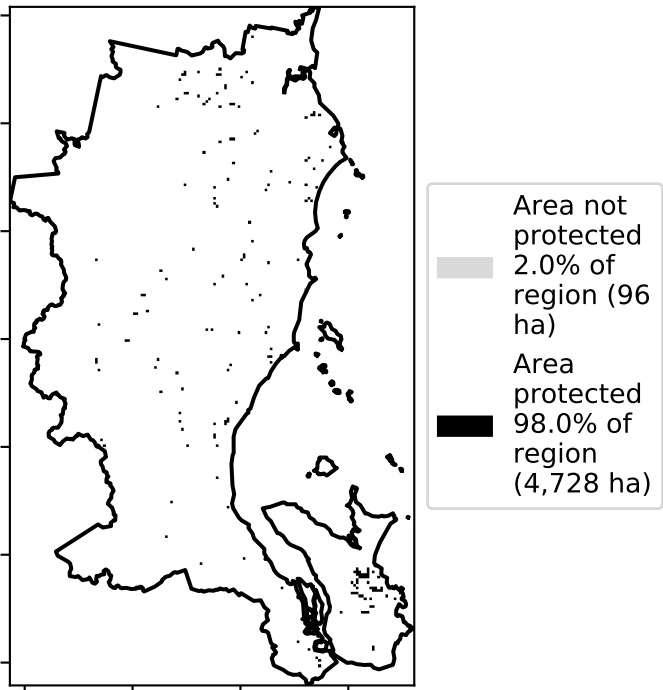 Area not
protected
2.0% of
region (96
ha)
Area
protected
98.0% of
region
(4,728 ha)